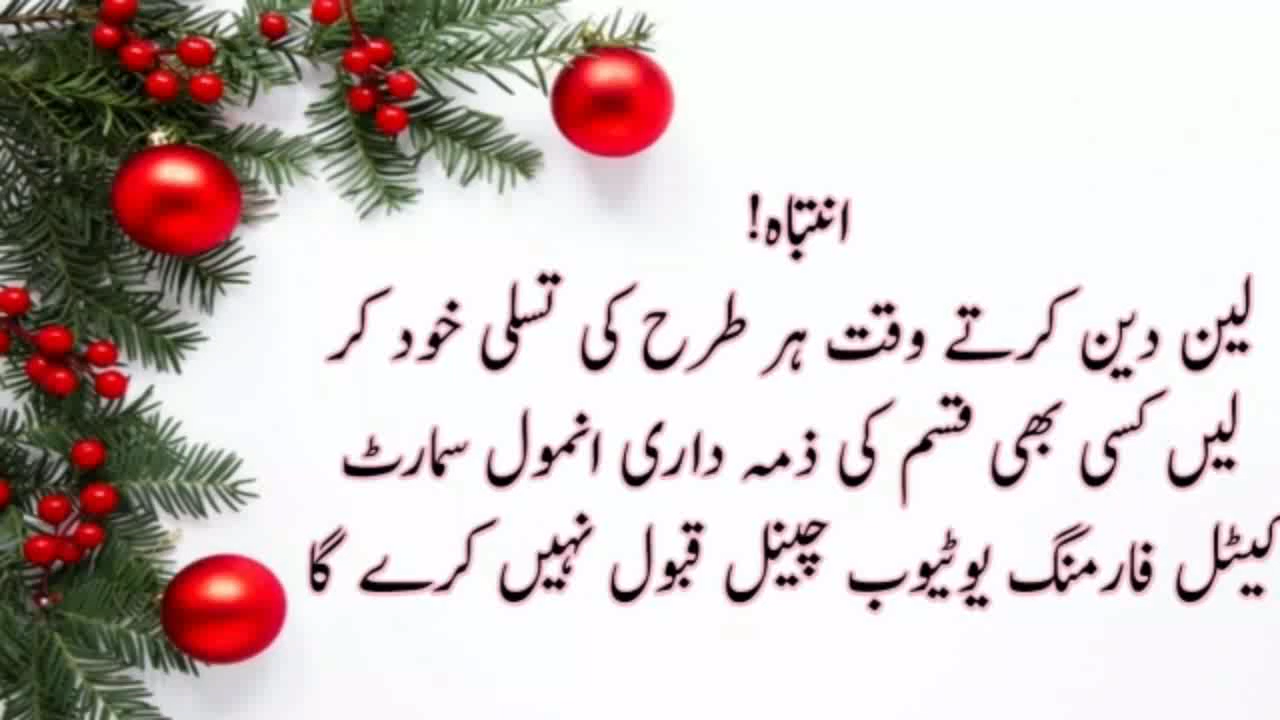 انتباہ!
لین دین کرتے وقت ہر طرح کی تسلی خود کر
لیں کسی بھی قسم کی ذمہ داری انمول سمارٹ
کیٹل فارمنگ یوٹیوب چینل قبول نہیں کرے گا